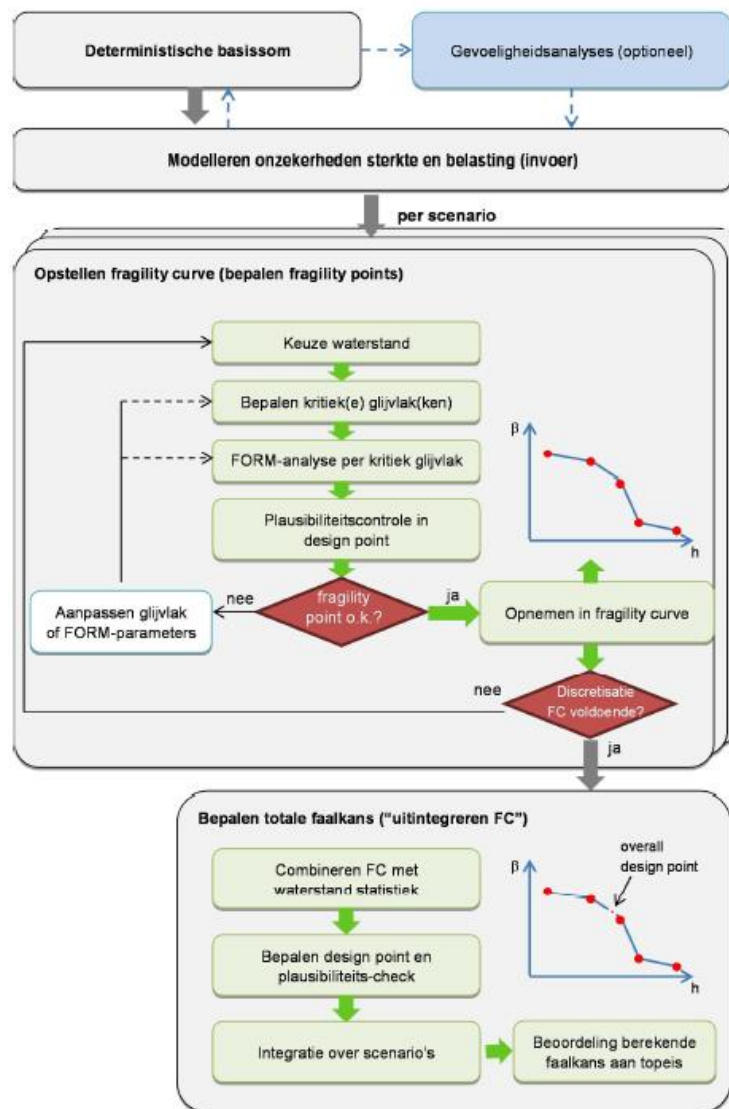 Deterministische basissom
Gevoeligheidsanalyses (optioneel)
Modelleren onzekerheden sterkte en belasting (invoer)
per scenario
Opstellen fragility curve (bepalen fragility points)
Keuze waterstand
Bepalen kritiek(e) glijvlak(ken)
FORM-analyse per kritiek glijvlak
Plausibiliteitscontrole in
design point
β
h
fragility
point o.k.?
nee
ja
Aanpassen glijvlak
of FORM-parameters
Opnemen in fragility curve
nee
Discretisatie
FC voldoende?
ja
Bepalen totale faalkans ("uitintegreren FC")
Combineren FC met
waterstand statistiek
overall
design point
β
h
Bepalen design point en
plausibiliteits-check
Integratie over scenario's
Beoordeling berekende
faalkans aan topeis